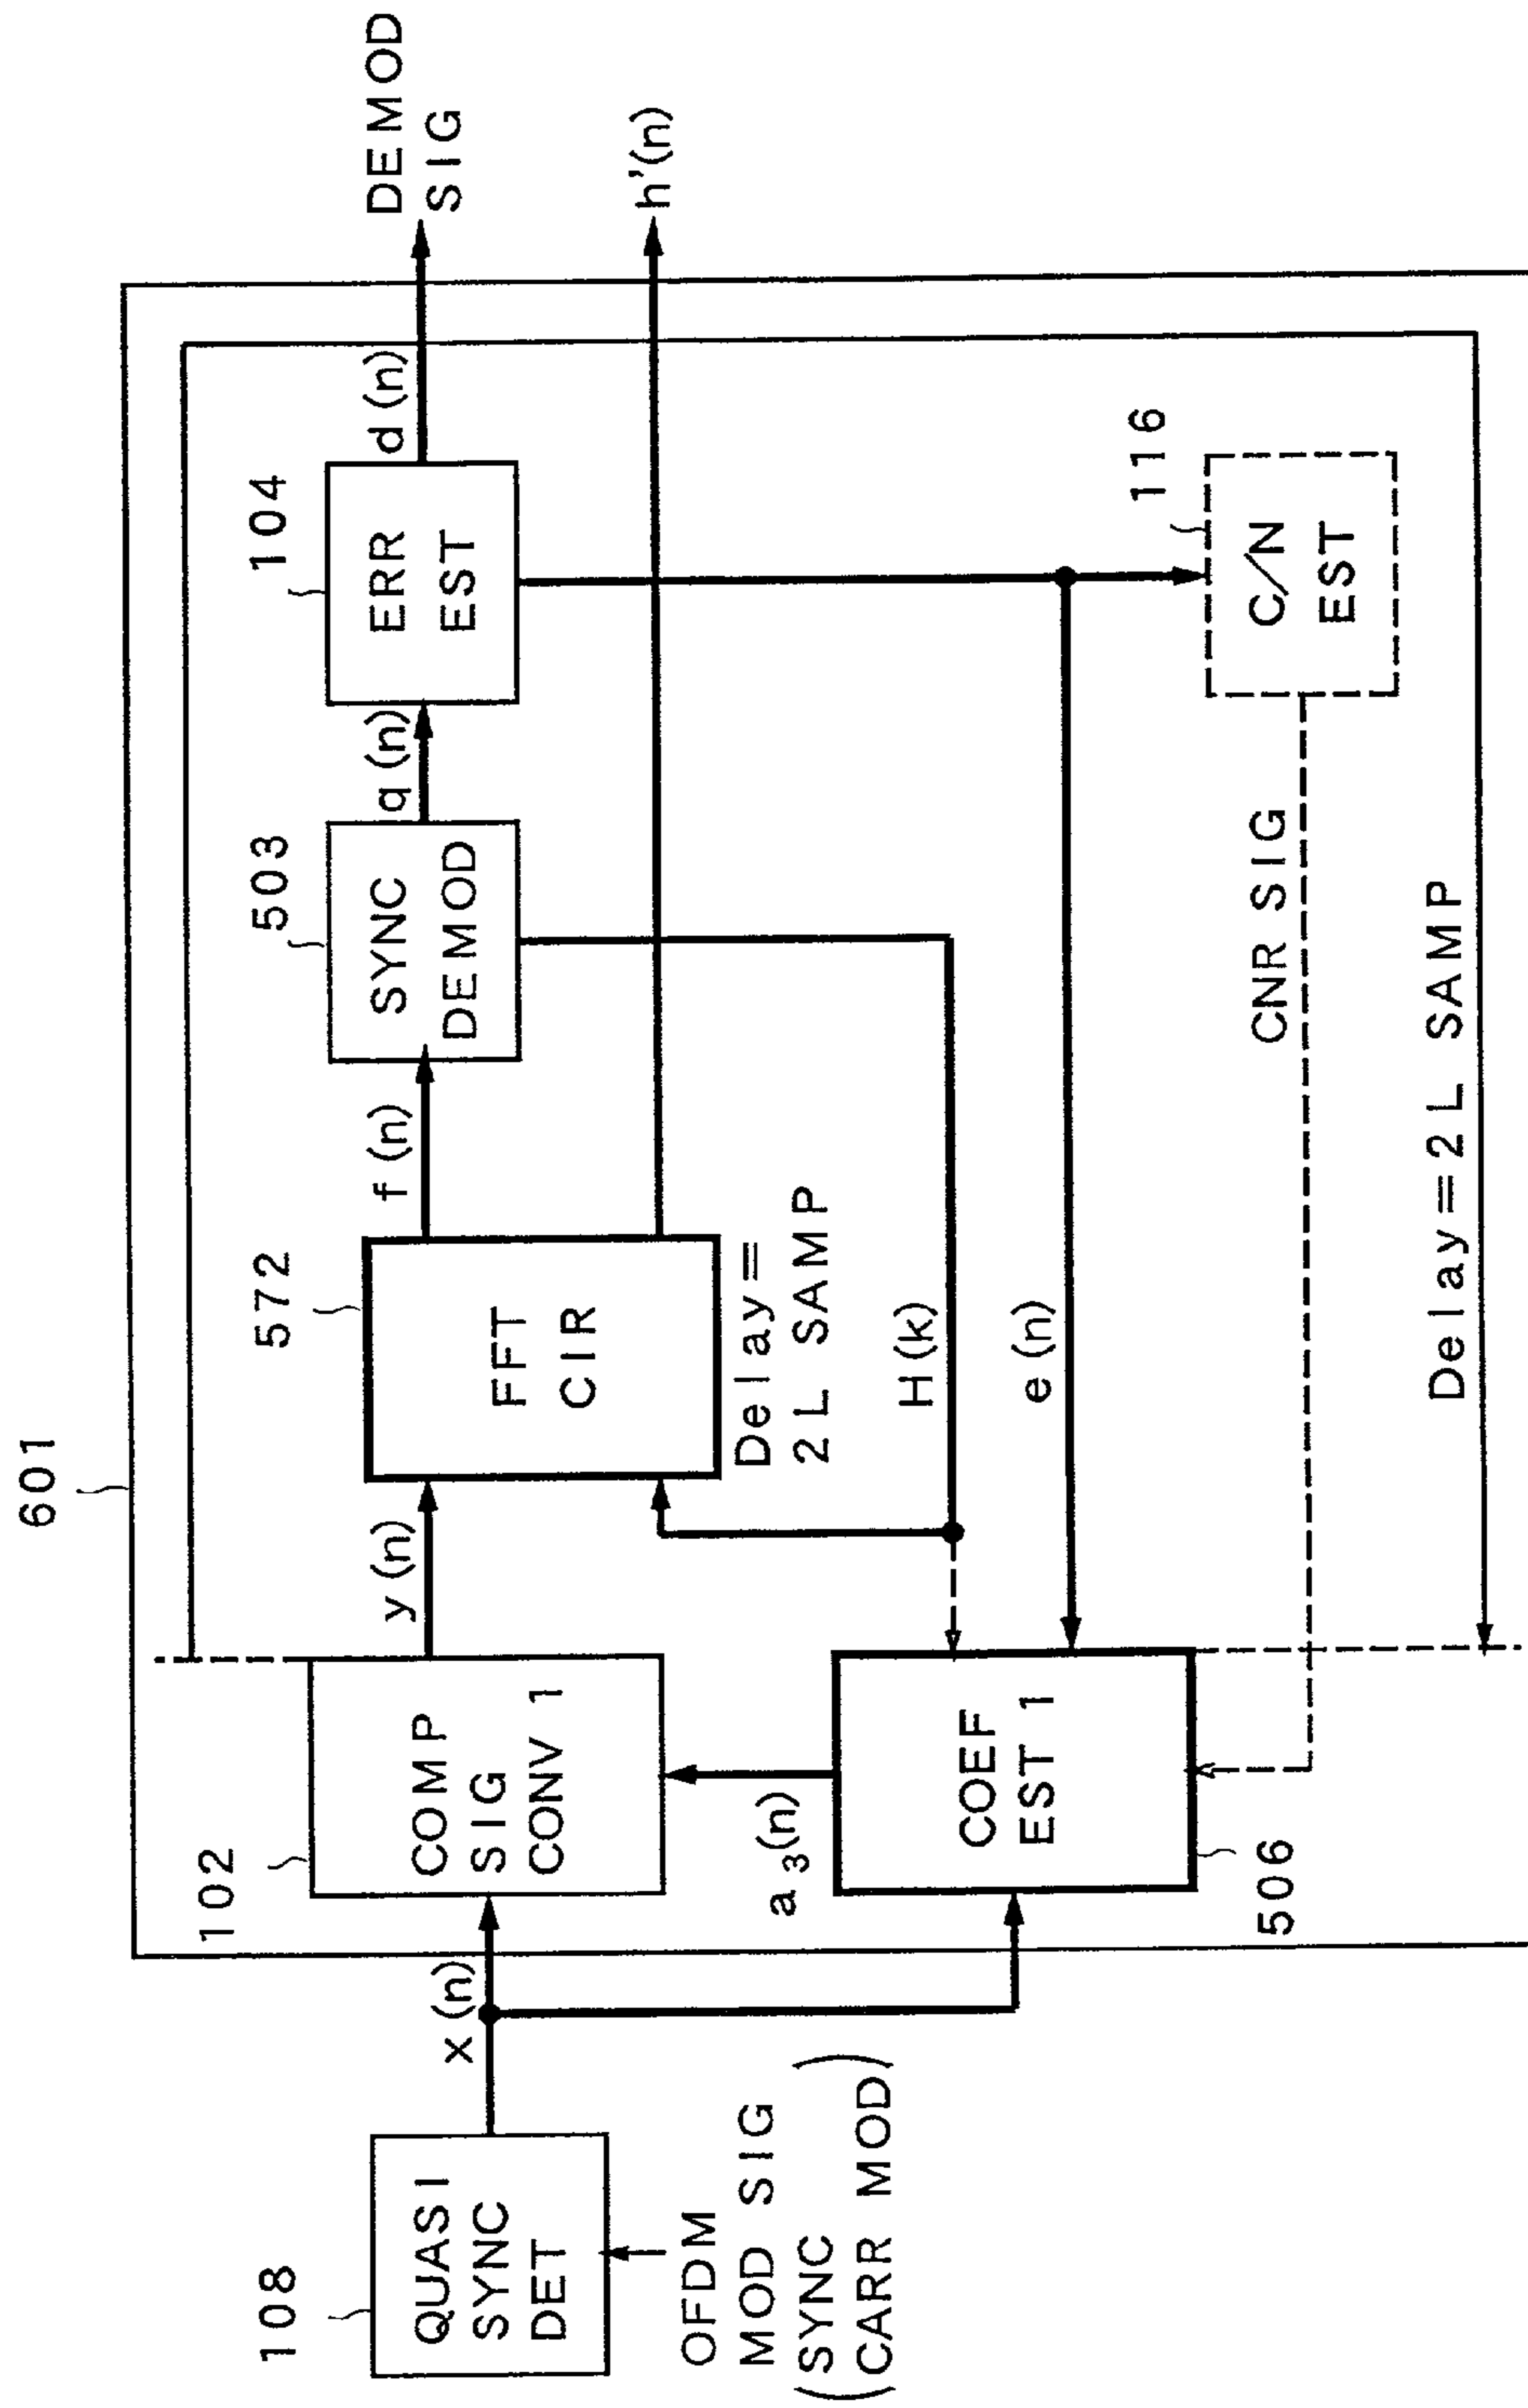 601
108
QUASI
SYNC
DET
OFDM
MOD SIG
(SYNC
CARR MOD)
x(n)
102
COMP
SIG
CONV 1
a3(n)
COEF
EST 1
506
y(n)
572
FFT
CIR
Delay=
2L SAMP
f(n)
503
SYNC
DEMOD
H(k)
e(n)
q(n)
104
ERR
EST
d(n)
DEMOD
SIG
h'(n)
116
C/N
EST
CNR SIG
Delay=2L SAMP